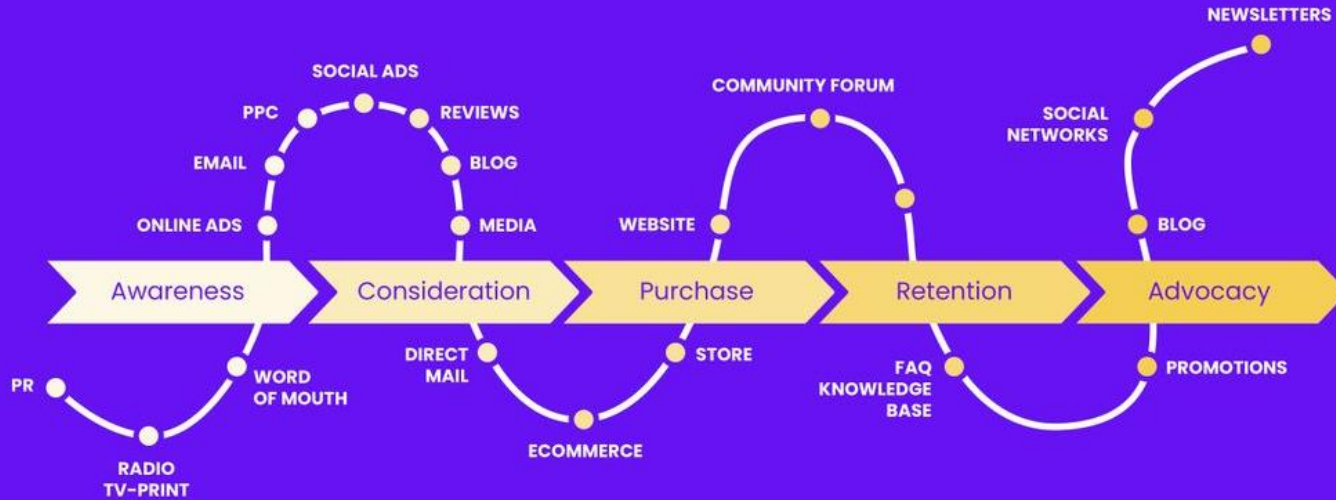 NEWSLETTERS
SOCIAL ADS
COMMUNITY FORUM
PPC
REVIEWS
SOCIAL
NETWORKS
EMAIL
BLOG
ONLINE ADS
MEDIA
WEBSITE
BLOG
Awareness
Consideration
Purchase
Retention
Advocacy
DIRECT
MAIL
STORE
FAQ
KNOWLEDGE
BASE
PROMOTIONS
PR
WORD
OF MOUTH
ECOMMERCE
RADIO
TV-PRINT